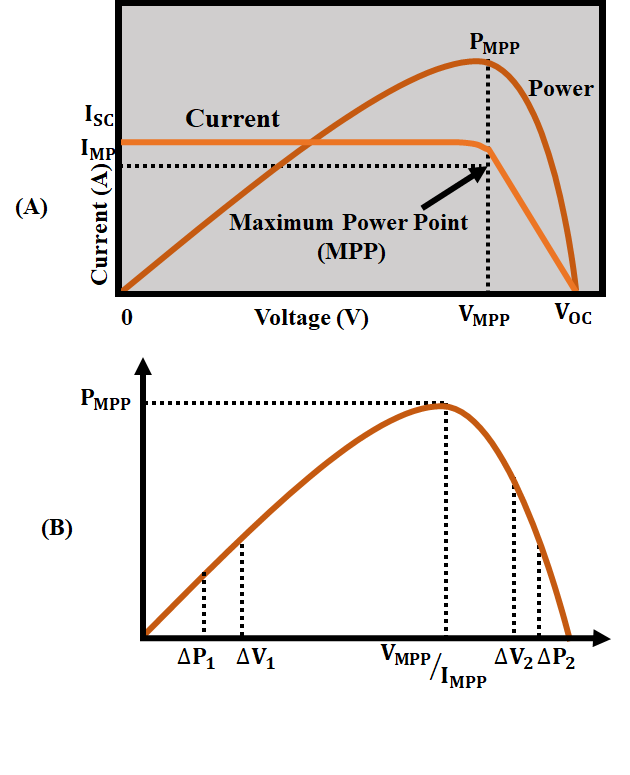 P_MPP
Power
I_SC
Current
I_MP
Current (A)
(A)
Maximum Power Point
(MPP)
0
Voltage (V)
V_MPP
V_OC
P_MPP
(B)
ΔP_1
ΔV_1
V_MPP/I_MPP
ΔV_2
ΔP_2